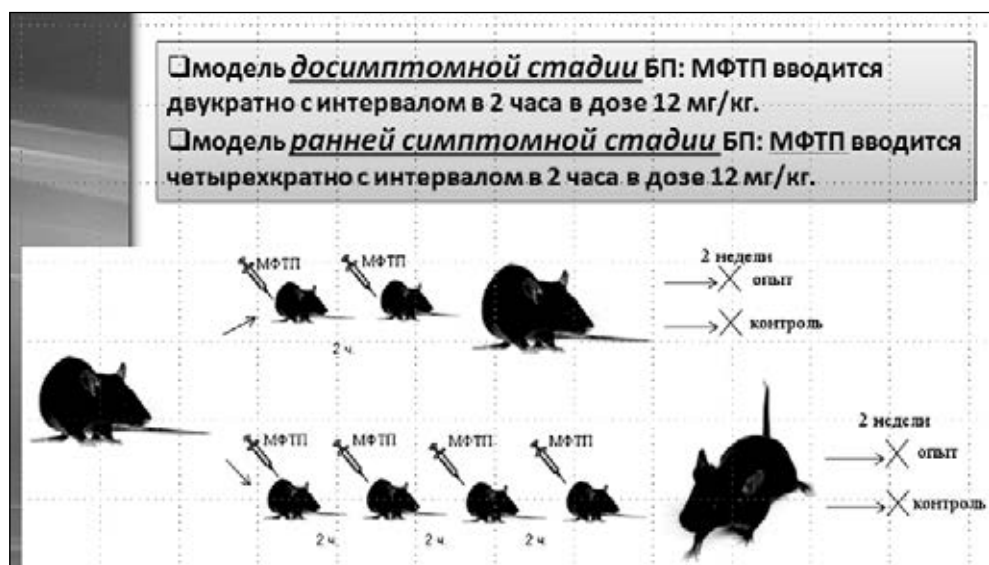 ❑модель досимптомной стадии БП: МФТП вводится
двукратно с интервалом в 2 часа в дозе 12 мг/кг.
❑модель ранней симптомной стадии БП: МФТП вводится
четырехкратно с интервалом в 2 часа в дозе 12 мг/кг.
МФТП МФТП
2 ч.
2 недели
опыт
контроль
МФТП МФТП МФТП МФТП
2 ч. 2 ч. 2 ч.
2 недели
опыт
контроль